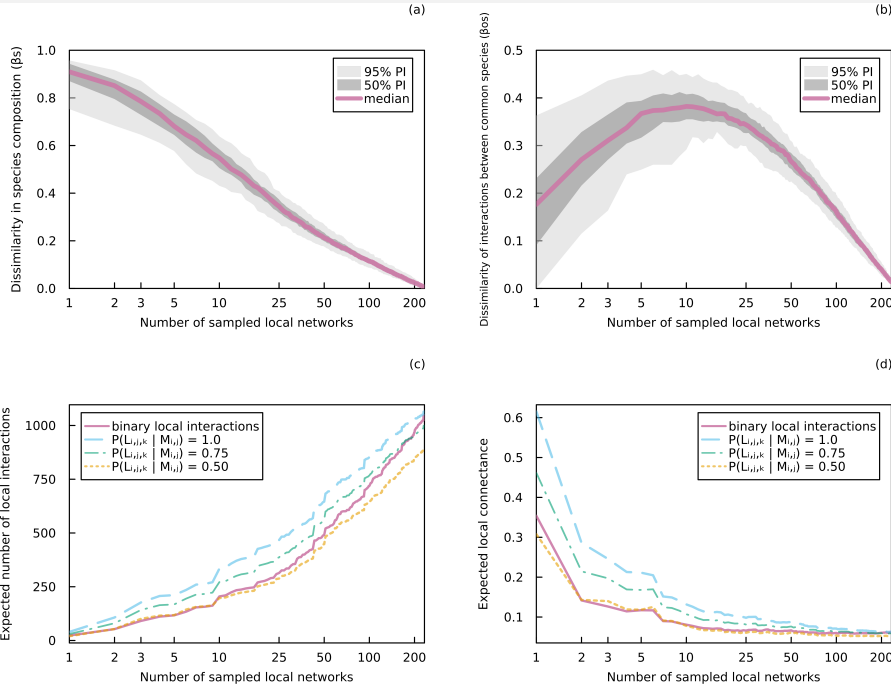 (a)
1.0
0.8
0.6
0.4
0.2
0.0
Dissimilarity in species composition (βs)
95% PI
50% PI
median
1
2
3
5
10
25
50
100
200
Number of sampled local networks
(b)
0.5
0.4
0.3
0.2
0.1
0.0
Dissimilarity of interactions between common species (βos)
95% PI
50% PI
median
1
2
3
5
10
25
50
100
200
Number of sampled local networks
(c)
1000
750
500
250
0
Expected number of local interactions
binary local interactions
P(Lᵢ,ⱼ,ₖ | Mᵢ,ⱼ) = 1.0
P(Lᵢ,ⱼ,ₖ | Mᵢ,ⱼ) = 0.75
P(Lᵢ,ⱼ,ₖ | Mᵢ,ⱼ) = 0.50
1
2
3
5
10
25
50
100
200
Number of sampled local networks
(d)
0.6
0.5
0.4
0.3
0.2
0.1
Expected local connectance
binary local interactions
P(Lᵢ,ⱼ,ₖ | Mᵢ,ⱼ) = 1.0
P(Lᵢ,ⱼ,ₖ | Mᵢ,ⱼ) = 0.75
P(Lᵢ,ⱼ,ₖ | Mᵢ,ⱼ) = 0.50
1
2
3
5
10
25
50
100
200
Number of sampled local networks